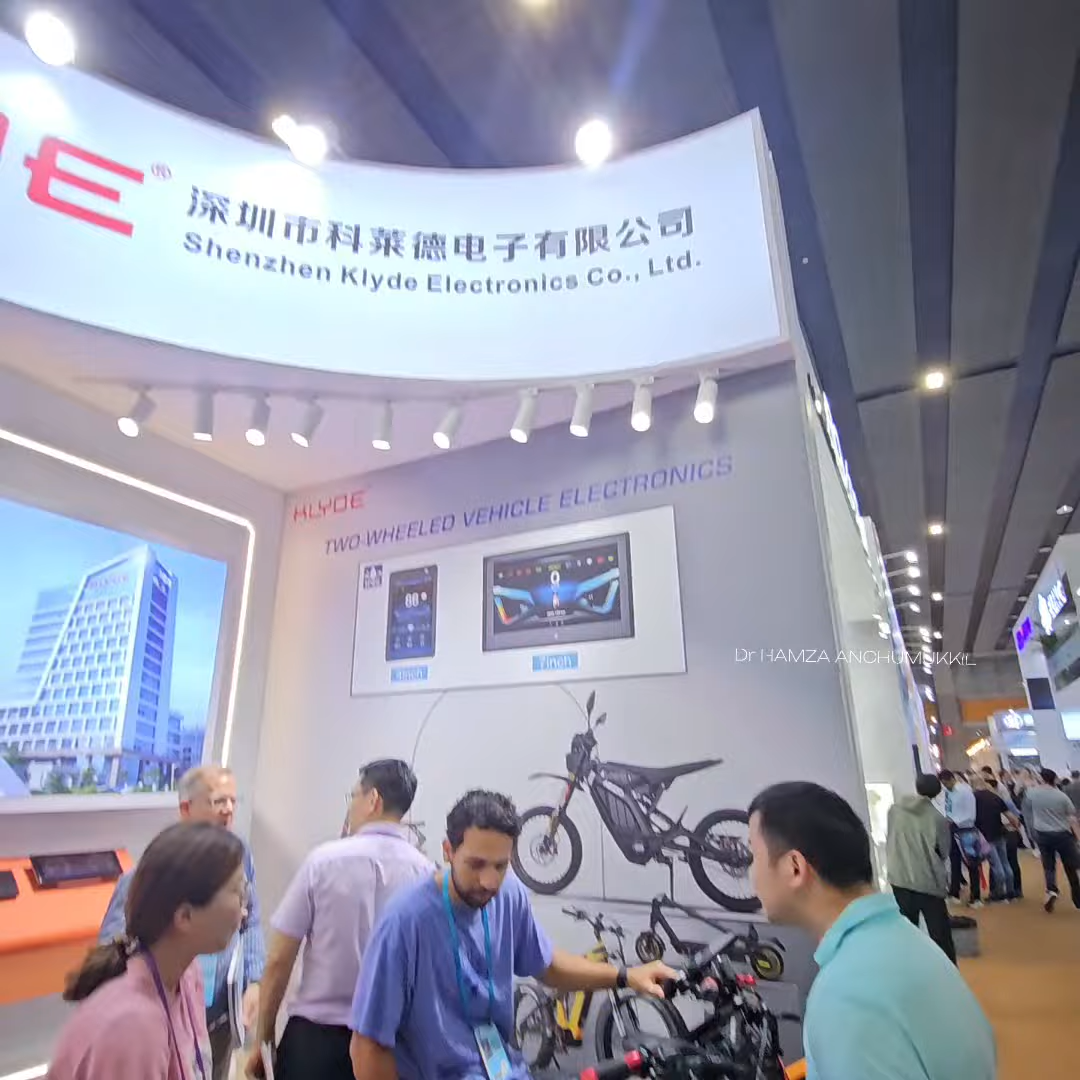 E®
深圳市科莱德电子有限公司
Shenzhen Klyde Electronics Co., Ltd.
KLYDE
TWO-WHEELED VEHICLE ELECTRONICS
7inch
Dr HAMZA ANCHUMUKKIL